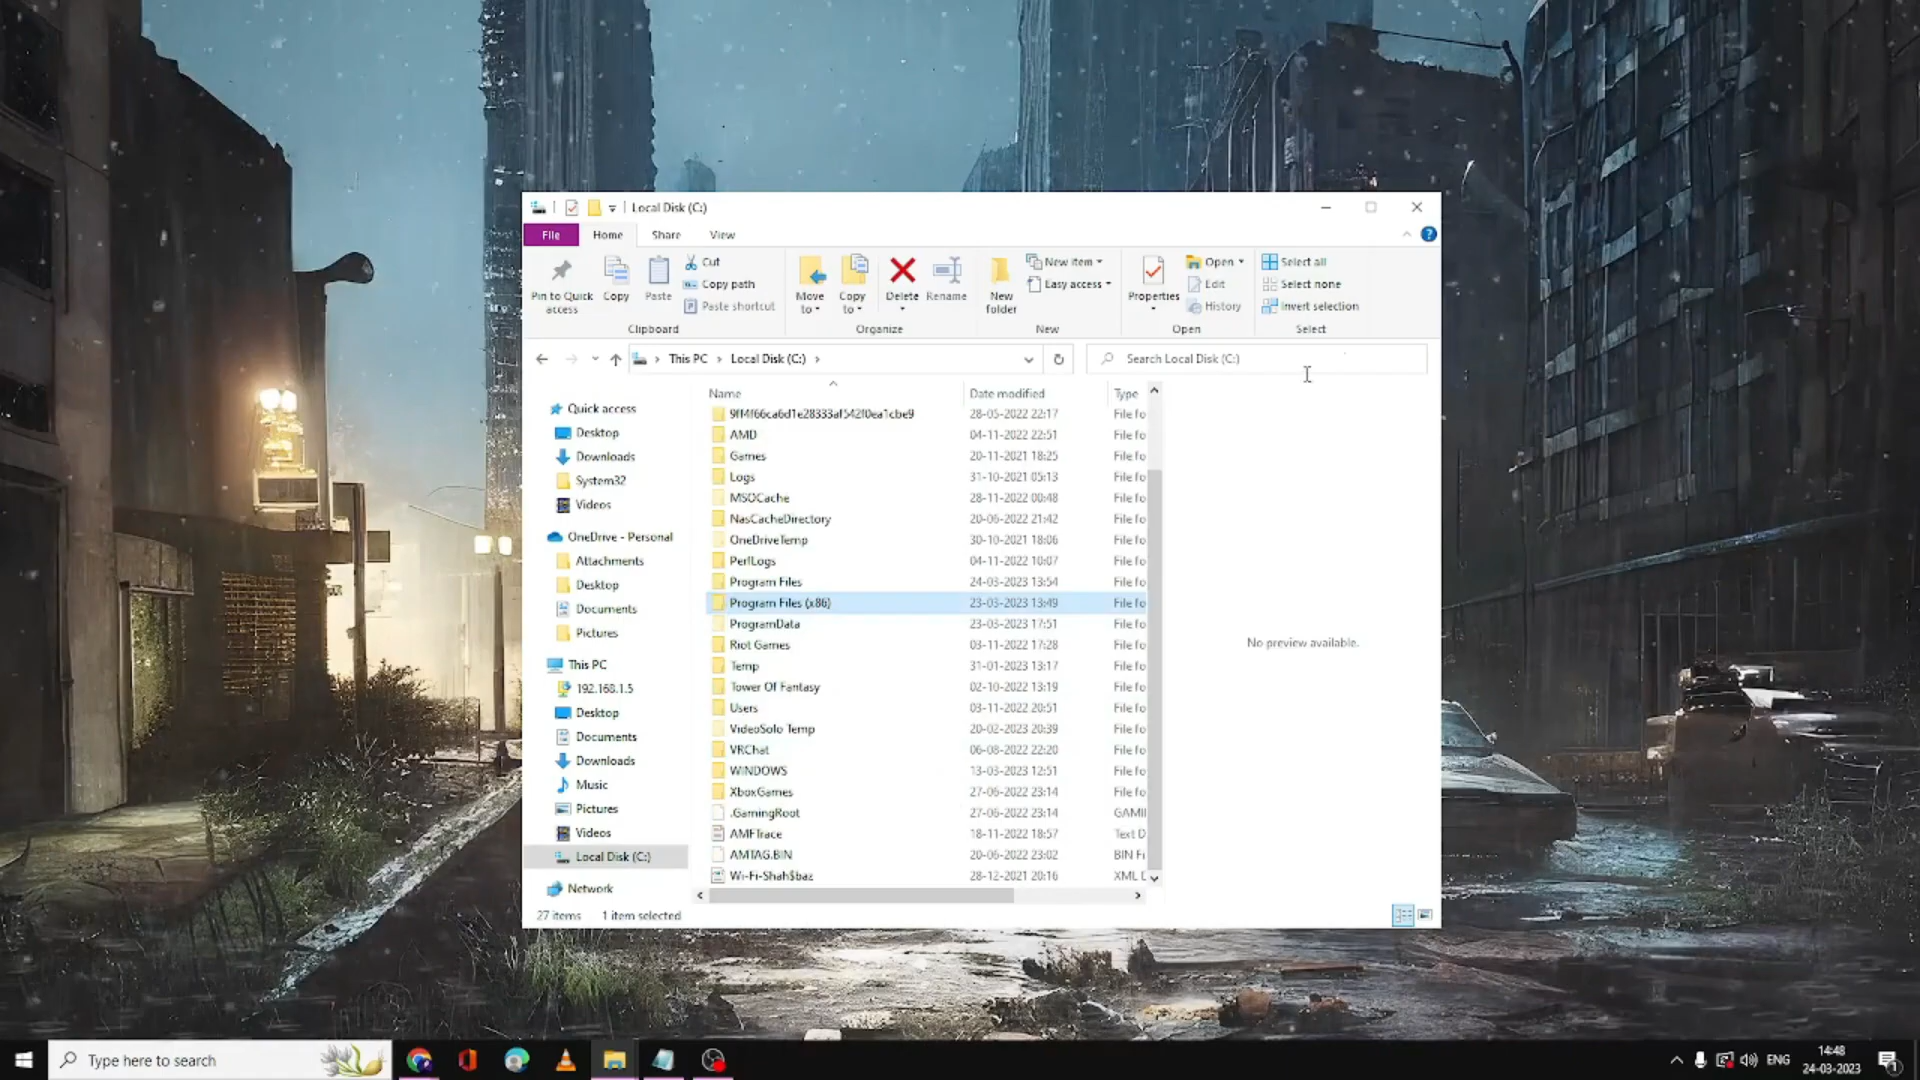 Local Disk (C:)
File Home Share View
Pin to Quick access
Copy
Paste
Cut
Copy path
Paste shortcut
Move to
Copy to
Delete
Rename
New folder
New item
Easy access
Properties
Open
Edit
History
Select all
Select none
Invert selection
Clipboard Organize New Open Select
This PC Local Disk (C:)
Search Local Disk (C:)
Quick access
Desktop
Downloads
System32
Videos
OneDrive - Personal
Attachments
Desktop
Documents
Pictures
This PC
192.168.1.5
Desktop
Documents
Downloads
Music
Pictures
Videos
Local Disk (C:)
Network
Name Date modified Type
9ff4f66ca6d1e28333af542f0ea1cbe9 28-05-2022 22:17 File fo
AMD 04-11-2022 22:51 File fo
Games 20-11-2021 18:25 File fo
Logs 31-10-2021 05:13 File fo
MSOCache 28-11-2022 00:48 File fo
NasCacheDirectory 20-06-2022 21:42 File fo
OneDriveTemp 30-10-2021 18:06 File fo
PerfLogs 04-11-2022 10:07 File fo
Program Files 24-03-2023 13:54 File fo
Program Files (x86) 23-03-2023 13:49 File fo
ProgramData 23-03-2023 17:51 File fo
Riot Games 03-11-2022 17:28 File fo
Temp 31-01-2023 13:17 File fo
Tower Of Fantasy 02-10-2022 13:19 File fo
Users 03-11-2022 20:51 File fo
VideoSolo Temp 20-02-2023 20:39 File fo
VRChat 06-08-2022 22:20 File fo
WINDOWS 13-03-2023 12:51 File fo
XboxGames 27-06-2022 23:14 File fo
.GamingRoot 27-06-2022 23:14 GAMI
AMFTrace 18-11-2022 18:57 Text D
AMTAG.BIN 20-06-2022 23:02 BIN Fi
Wi-Fi-Shah$baz 28-12-2021 20:16 XML D
No preview available.
27 items 1 item selected
Type here to search
ENG
14:48
24-03-2023
1